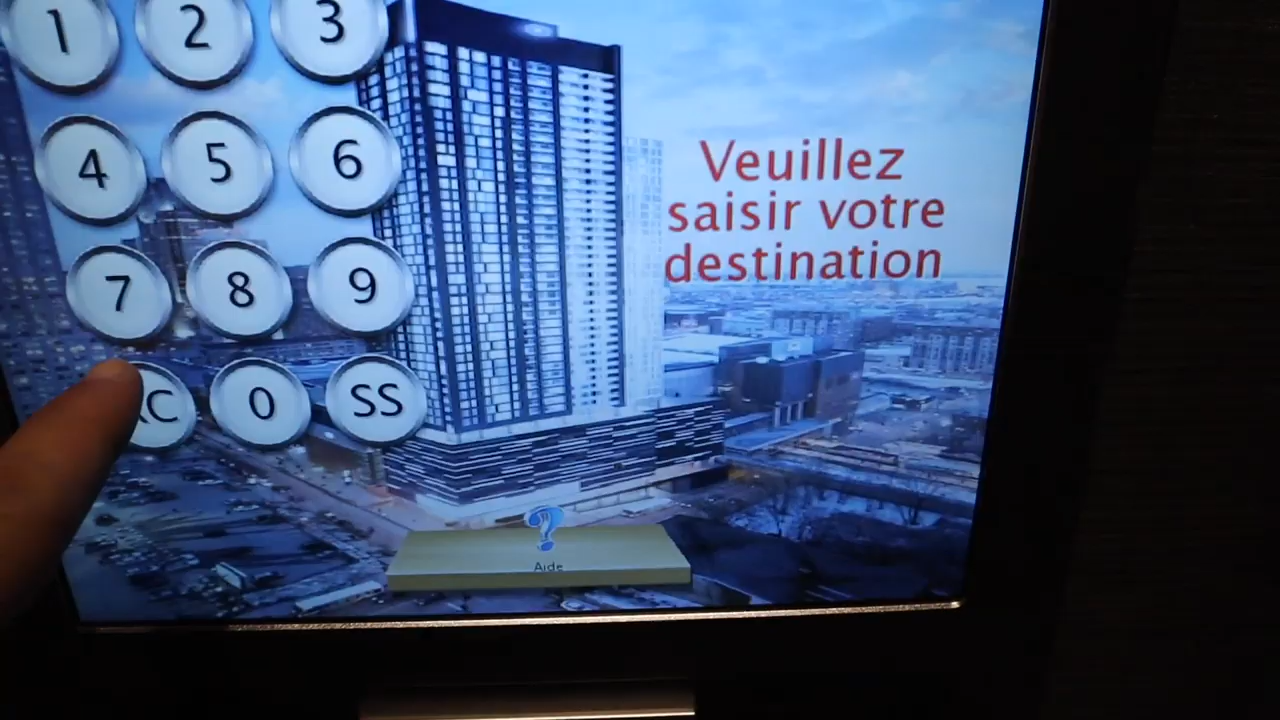 1 2 3
4 5 6
7 8 9
0 SS
Veuillez
saisir votre
destination
?
Aide